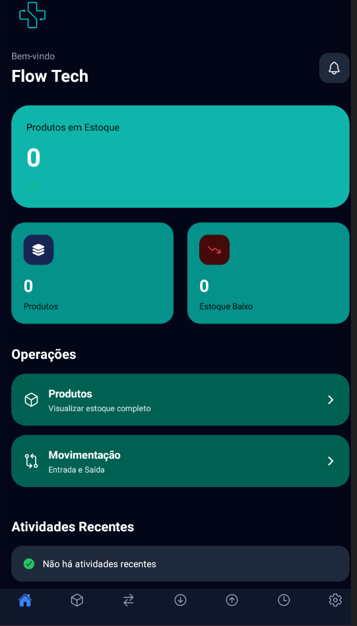 Bem-vindo
Flow Tech
Produtos em Estoque
0
0
Produtos
0
Estoque Baixo
Operações
Produtos
Visualizar estoque completo
Movimentação
Entrada e Saída
Atividades Recentes
Não há atividades recentes